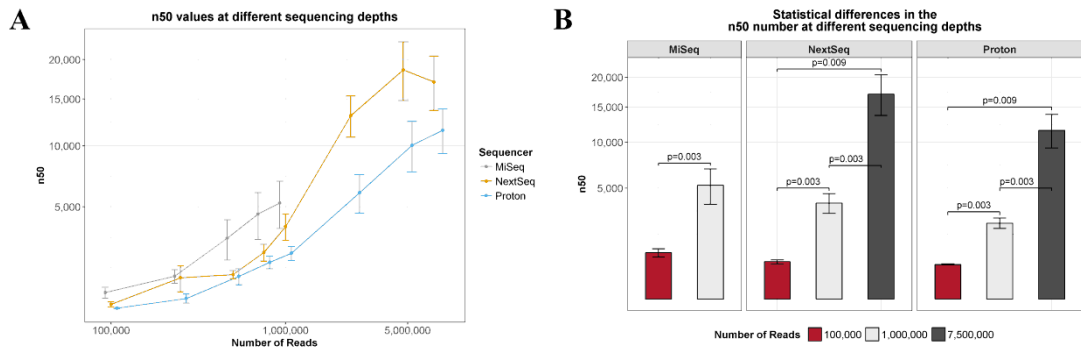 A
n50 values at different sequencing depths
20,000
15,000
10,000
5,000
n50
100,000
1,000,000
5,000,000
Number of Reads
Sequencer
MiSeq
NextSeq
Proton
B
Statistical differences in the
n50 number at different sequencing depths
MiSeq
NextSeq
Proton
20,000
15,000
10,000
5,000
n50
p=0.003
p=0.009
p=0.003
p=0.003
p=0.009
p=0.003
p=0.003
Number of Reads
100,000
1,000,000
7,500,000